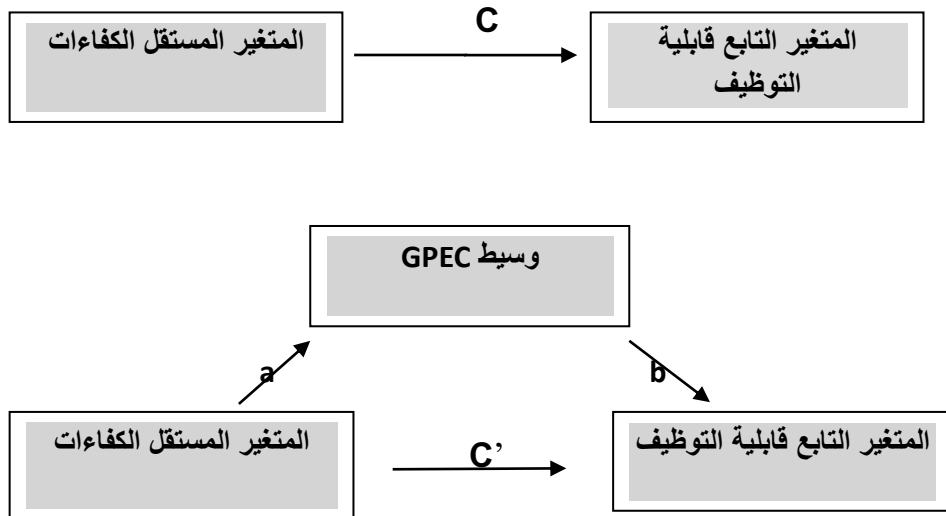 المتغير المستقل الكفاءات
C
المتغير التابع قابلية
التوظيف
وسيط GPEC
a
b
المتغير المستقل الكفاءات
C’
المتغير التابع قابلية التوظيف